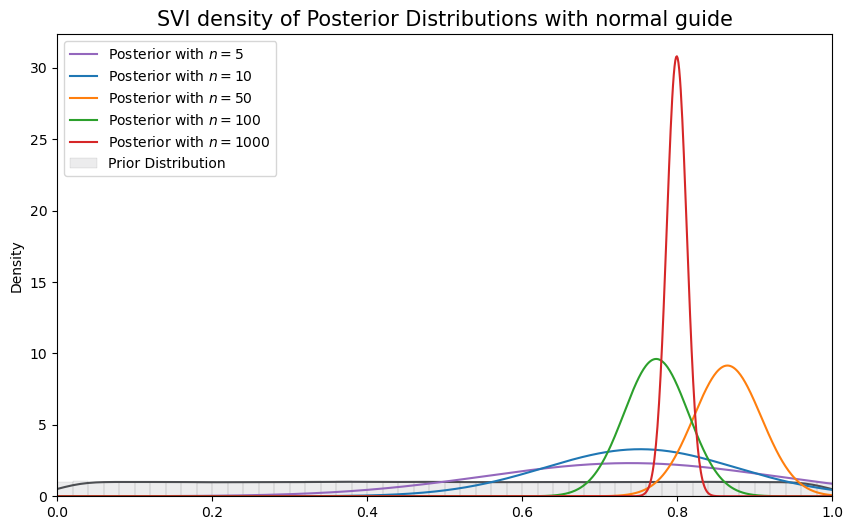 SVI density of Posterior Distributions with normal guide
Posterior with n = 5
Posterior with n = 10
Posterior with n = 50
Posterior with n = 100
Posterior with n = 1000
Prior Distribution
Density
30
25
20
15
10
5
0
0.0 0.2 0.4 0.6 0.8 1.0